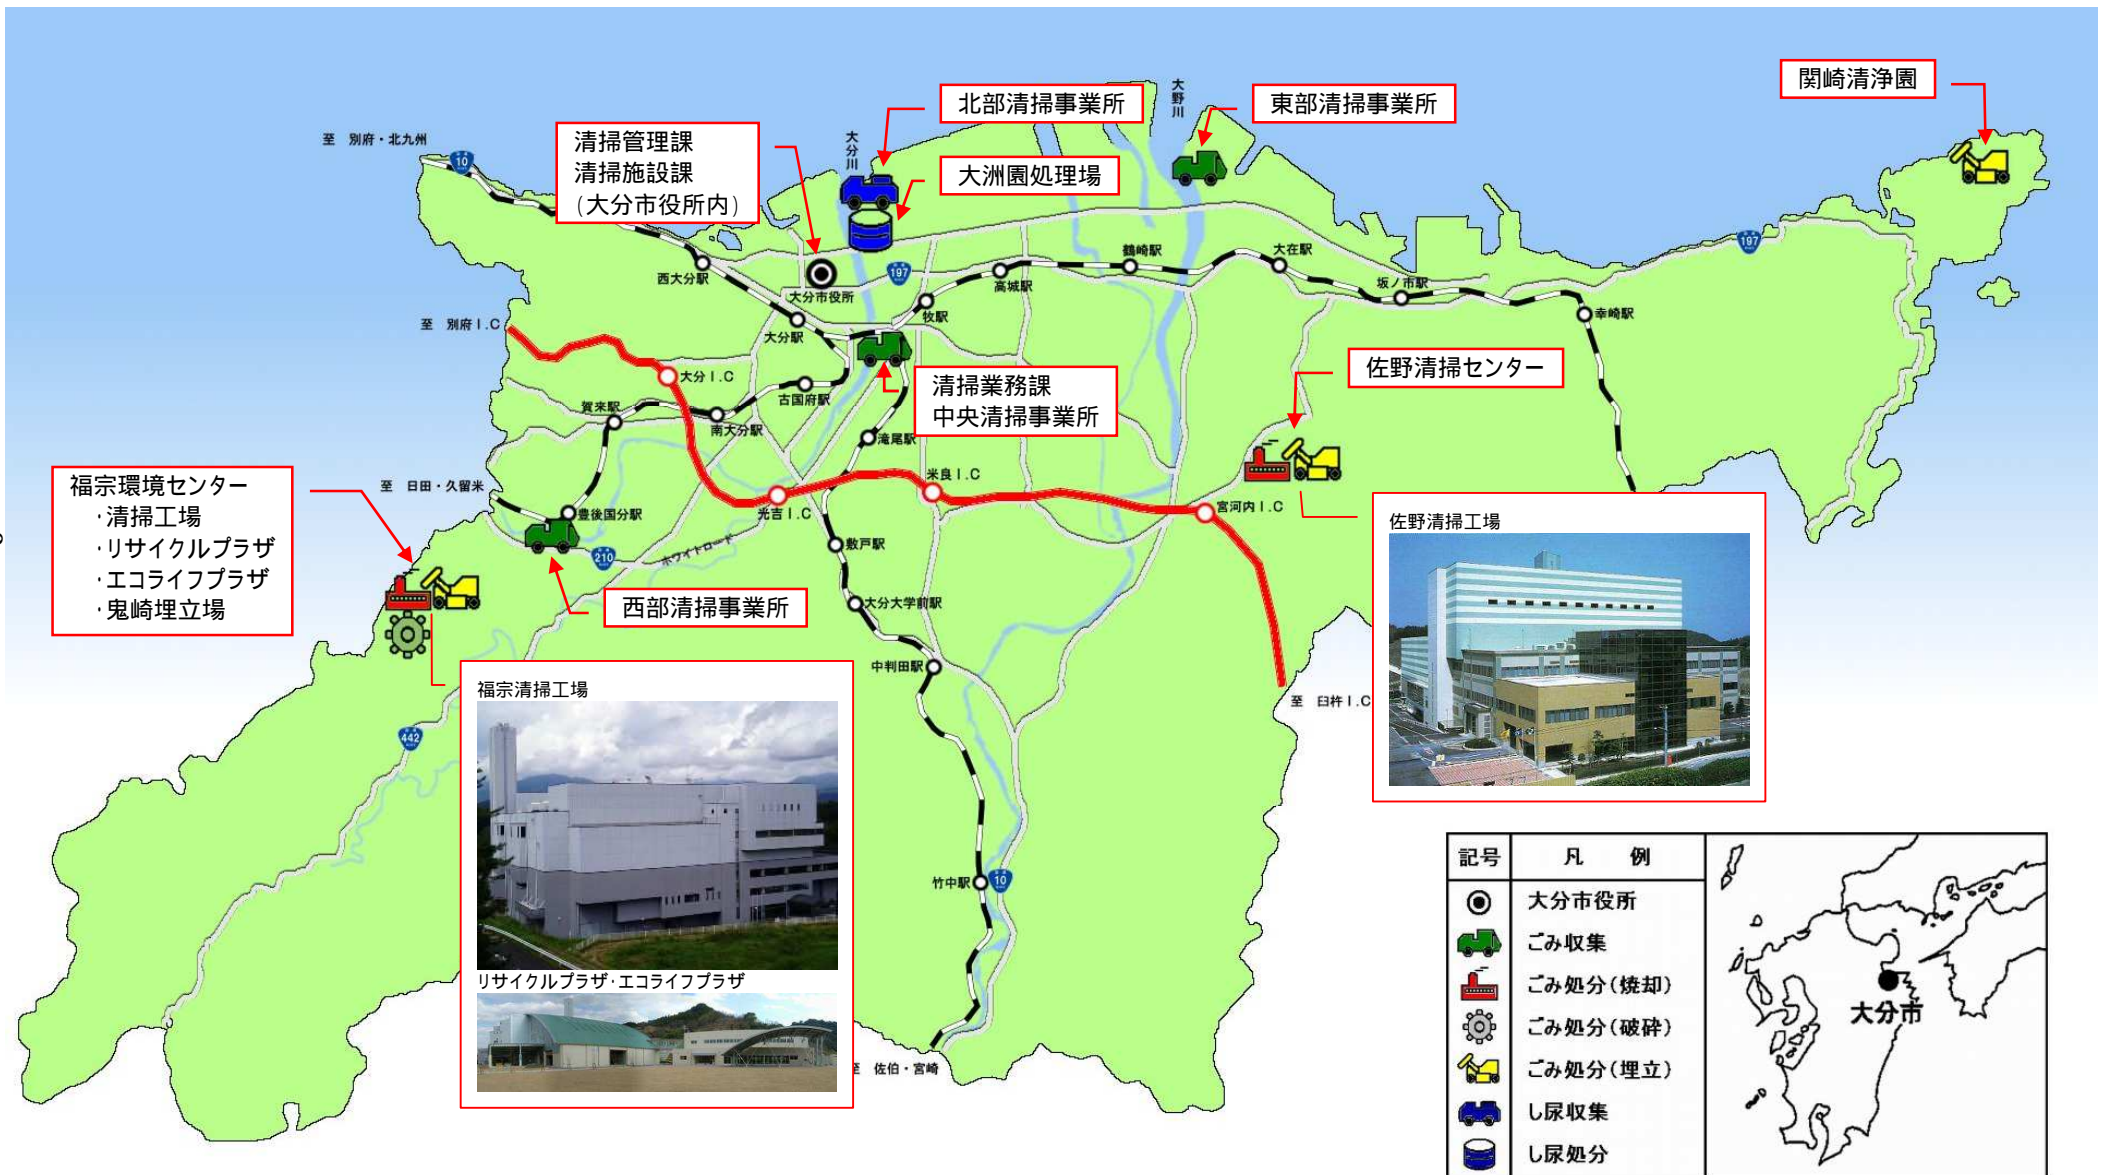 関崎清浄園
北部清掃事業所
東部清掃事業所
大野川
大分川
至 別府・北九州
10
清掃管理課
清掃施設課
(大分市役所内)
大洲園処理場
197
鶴崎駅
大在駅
西大分駅
197
高城駅
坂ノ市駅
大分市役所
牧駅
幸崎駅
至 別府I.C
大分駅
佐野清掃センター
大分I.C
清掃業務課
中央清掃事業所
古国府駅
賀来駅
南大分駅
滝尾駅
米良I.C
福宗環境センター
・清掃工場
・リサイクルプラザ
・エコライフプラザ
・鬼崎埋立場
至 日田・久留米
豊後国分駅
光吉I.C
宮河内I.C
佐野清掃工場
210
ホワイトロード
敷戸駅
西部清掃事業所
大分大学前駅
中判田駅
福宗清掃工場
至 臼杵I.C
442
竹中駅
10
リサイクルプラザ・エコライフプラザ
至 佐伯・宮崎
記号 凡 例
大分市役所
ごみ収集
ごみ処分(焼却)
ごみ処分(破砕)
ごみ処分(埋立)
し尿収集
し尿処分
大分市